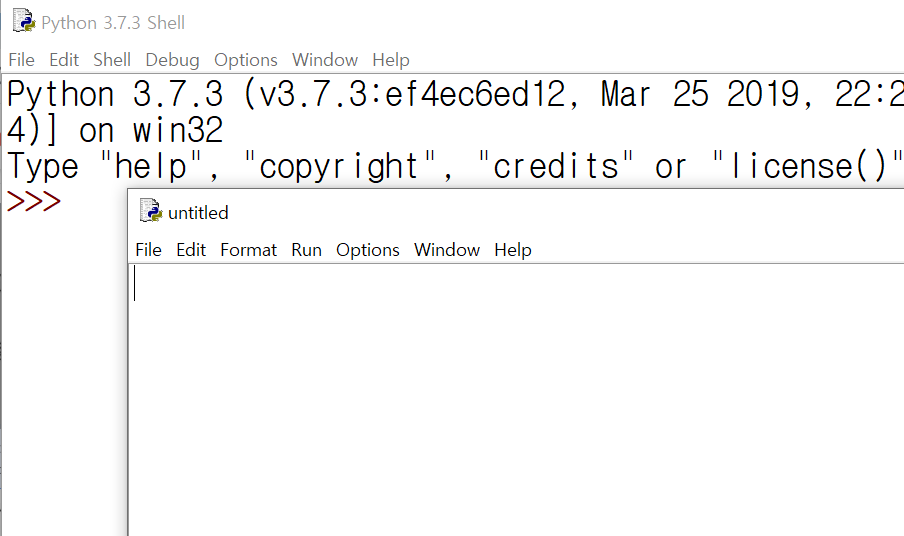 Python 3.7.3 Shell
File Edit Shell Debug Options Window Help
Python 3.7.3 (v3.7.3:ef4ec6ed12, Mar 25 2019, 22:2
4)] on win32
Type "help", "copyright", "credits" or "license()"
>>>
untitled
File Edit Format Run Options Window Help